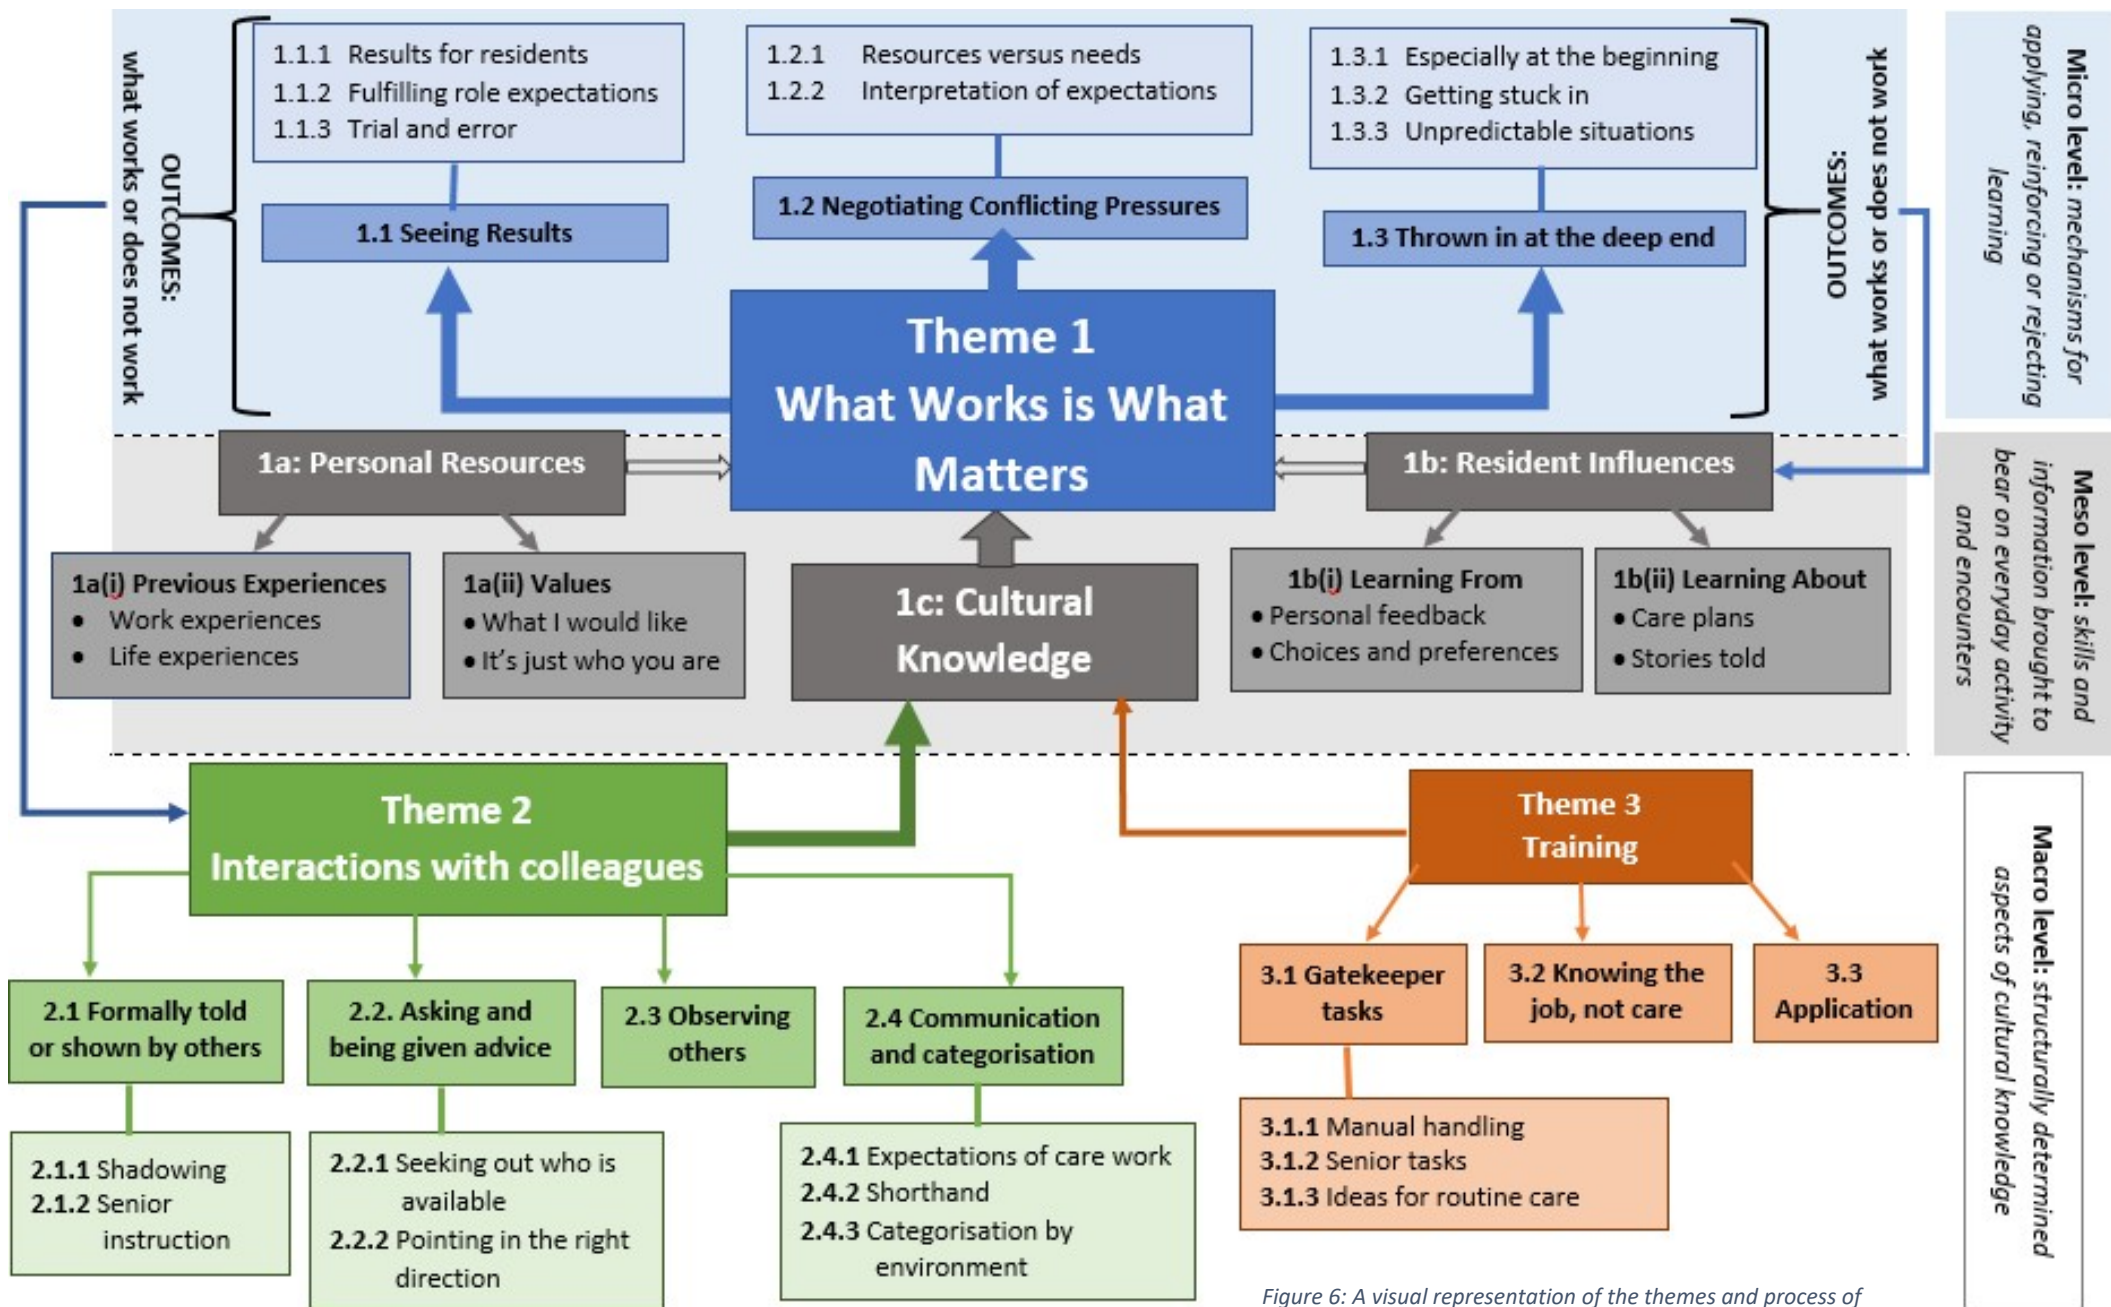 OUTCOMES:
what works or does not work
1.1.1 Results for residents
1.1.2 Fulfilling role expectations
1.1.3 Trial and error
1.1 Seeing Results
1.2.1 Resources versus needs
1.2.2 Interpretation of expectations
1.2 Negotiating Conflicting Pressures
1.3.1 Especially at the beginning
1.3.2 Getting stuck in
1.3.3 Unpredictable situations
1.3 Thrown in at the deep end
OUTCOMES:
what works or does not work
Micro level: mechanisms for
applying, reinforcing or rejecting
learning
Theme 1
What Works is What
Matters
1a: Personal Resources
1b: Resident Influences
1a(i) Previous Experiences
• Work experiences
• Life experiences
1a(ii) Values
• What I would like
• It's just who you are
1c: Cultural
Knowledge
1b(i) Learning From
• Personal feedback
• Choices and preferences
1b(ii) Learning About
• Care plans
• Stories told
Meso level: skills and
information brought to
bear on everyday activity
and encounters
Theme 2
Interactions with colleagues
Theme 3
Training
2.1 Formally told
or shown by others
2.2. Asking and
being given advice
2.3 Observing
others
2.4 Communication
and categorisation
3.1 Gatekeeper
tasks
3.2 Knowing the
job, not care
3.3
Application
2.1.1 Shadowing
2.1.2 Senior
instruction
2.2.1 Seeking out who is
available
2.2.2 Pointing in the right
direction
2.4.1 Expectations of care work
2.4.2 Shorthand
2.4.3 Categorisation by
environment
3.1.1 Manual handling
3.1.2 Senior tasks
3.1.3 Ideas for routine care
Macro level: structurally determined
aspects of cultural knowledge
Figure 6: A visual representation of the themes and process of